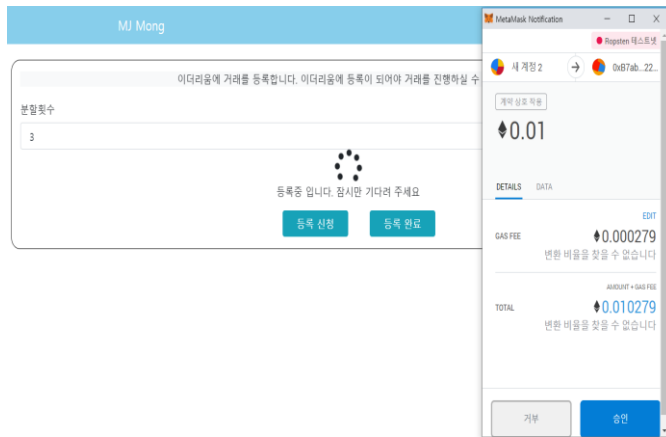 MJ Mong
이더리움에 거래를 등록합니다. 이더리움에 등록이 되어야 거래를 진행하실 수
분할횟수
3
등록중 입니다. 잠시만 기다려 주세요
등록 신청
등록 완료
MetaMask Notification
Ropsten 테스트넷
새 계정 2
0xB7ab...22...
계약 상호 작용
0.01
DETAILS
DATA
EDIT
GAS FEE
0.000279
변환 비율을 찾을 수 없습니다
AMOUNT + GAS FEE
TOTAL
0.010279
변환 비율을 찾을 수 없습니다
거부
승인